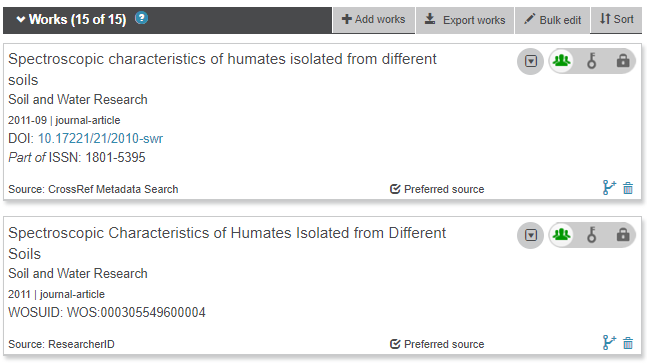 Works (15 of 15) ? Add works Export works Bulk edit Sort
Spectroscopic characteristics of humates isolated from different
soils
Soil and Water Research
2011-09 | journal-article
DOI: 10.17221/21/2010-swr
Part of ISSN: 1801-5395
Source: CrossRef Metadata Search Preferred source
Spectroscopic Characteristics of Humates Isolated from Different
Soils
Soil and Water Research
2011 | journal-article
WOSUID: WOS:000305549600004
Source: ResearcherID Preferred source